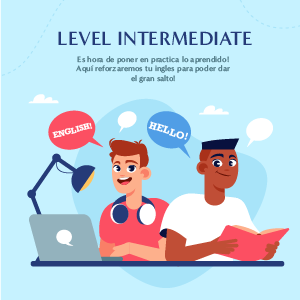 LEVEL INTERMEDIATE
Es hora de poner en practica lo aprendido!
Aquí reforzaremos tu ingles para poder dar
el gran salto!
ENGLISH!
HELLO!